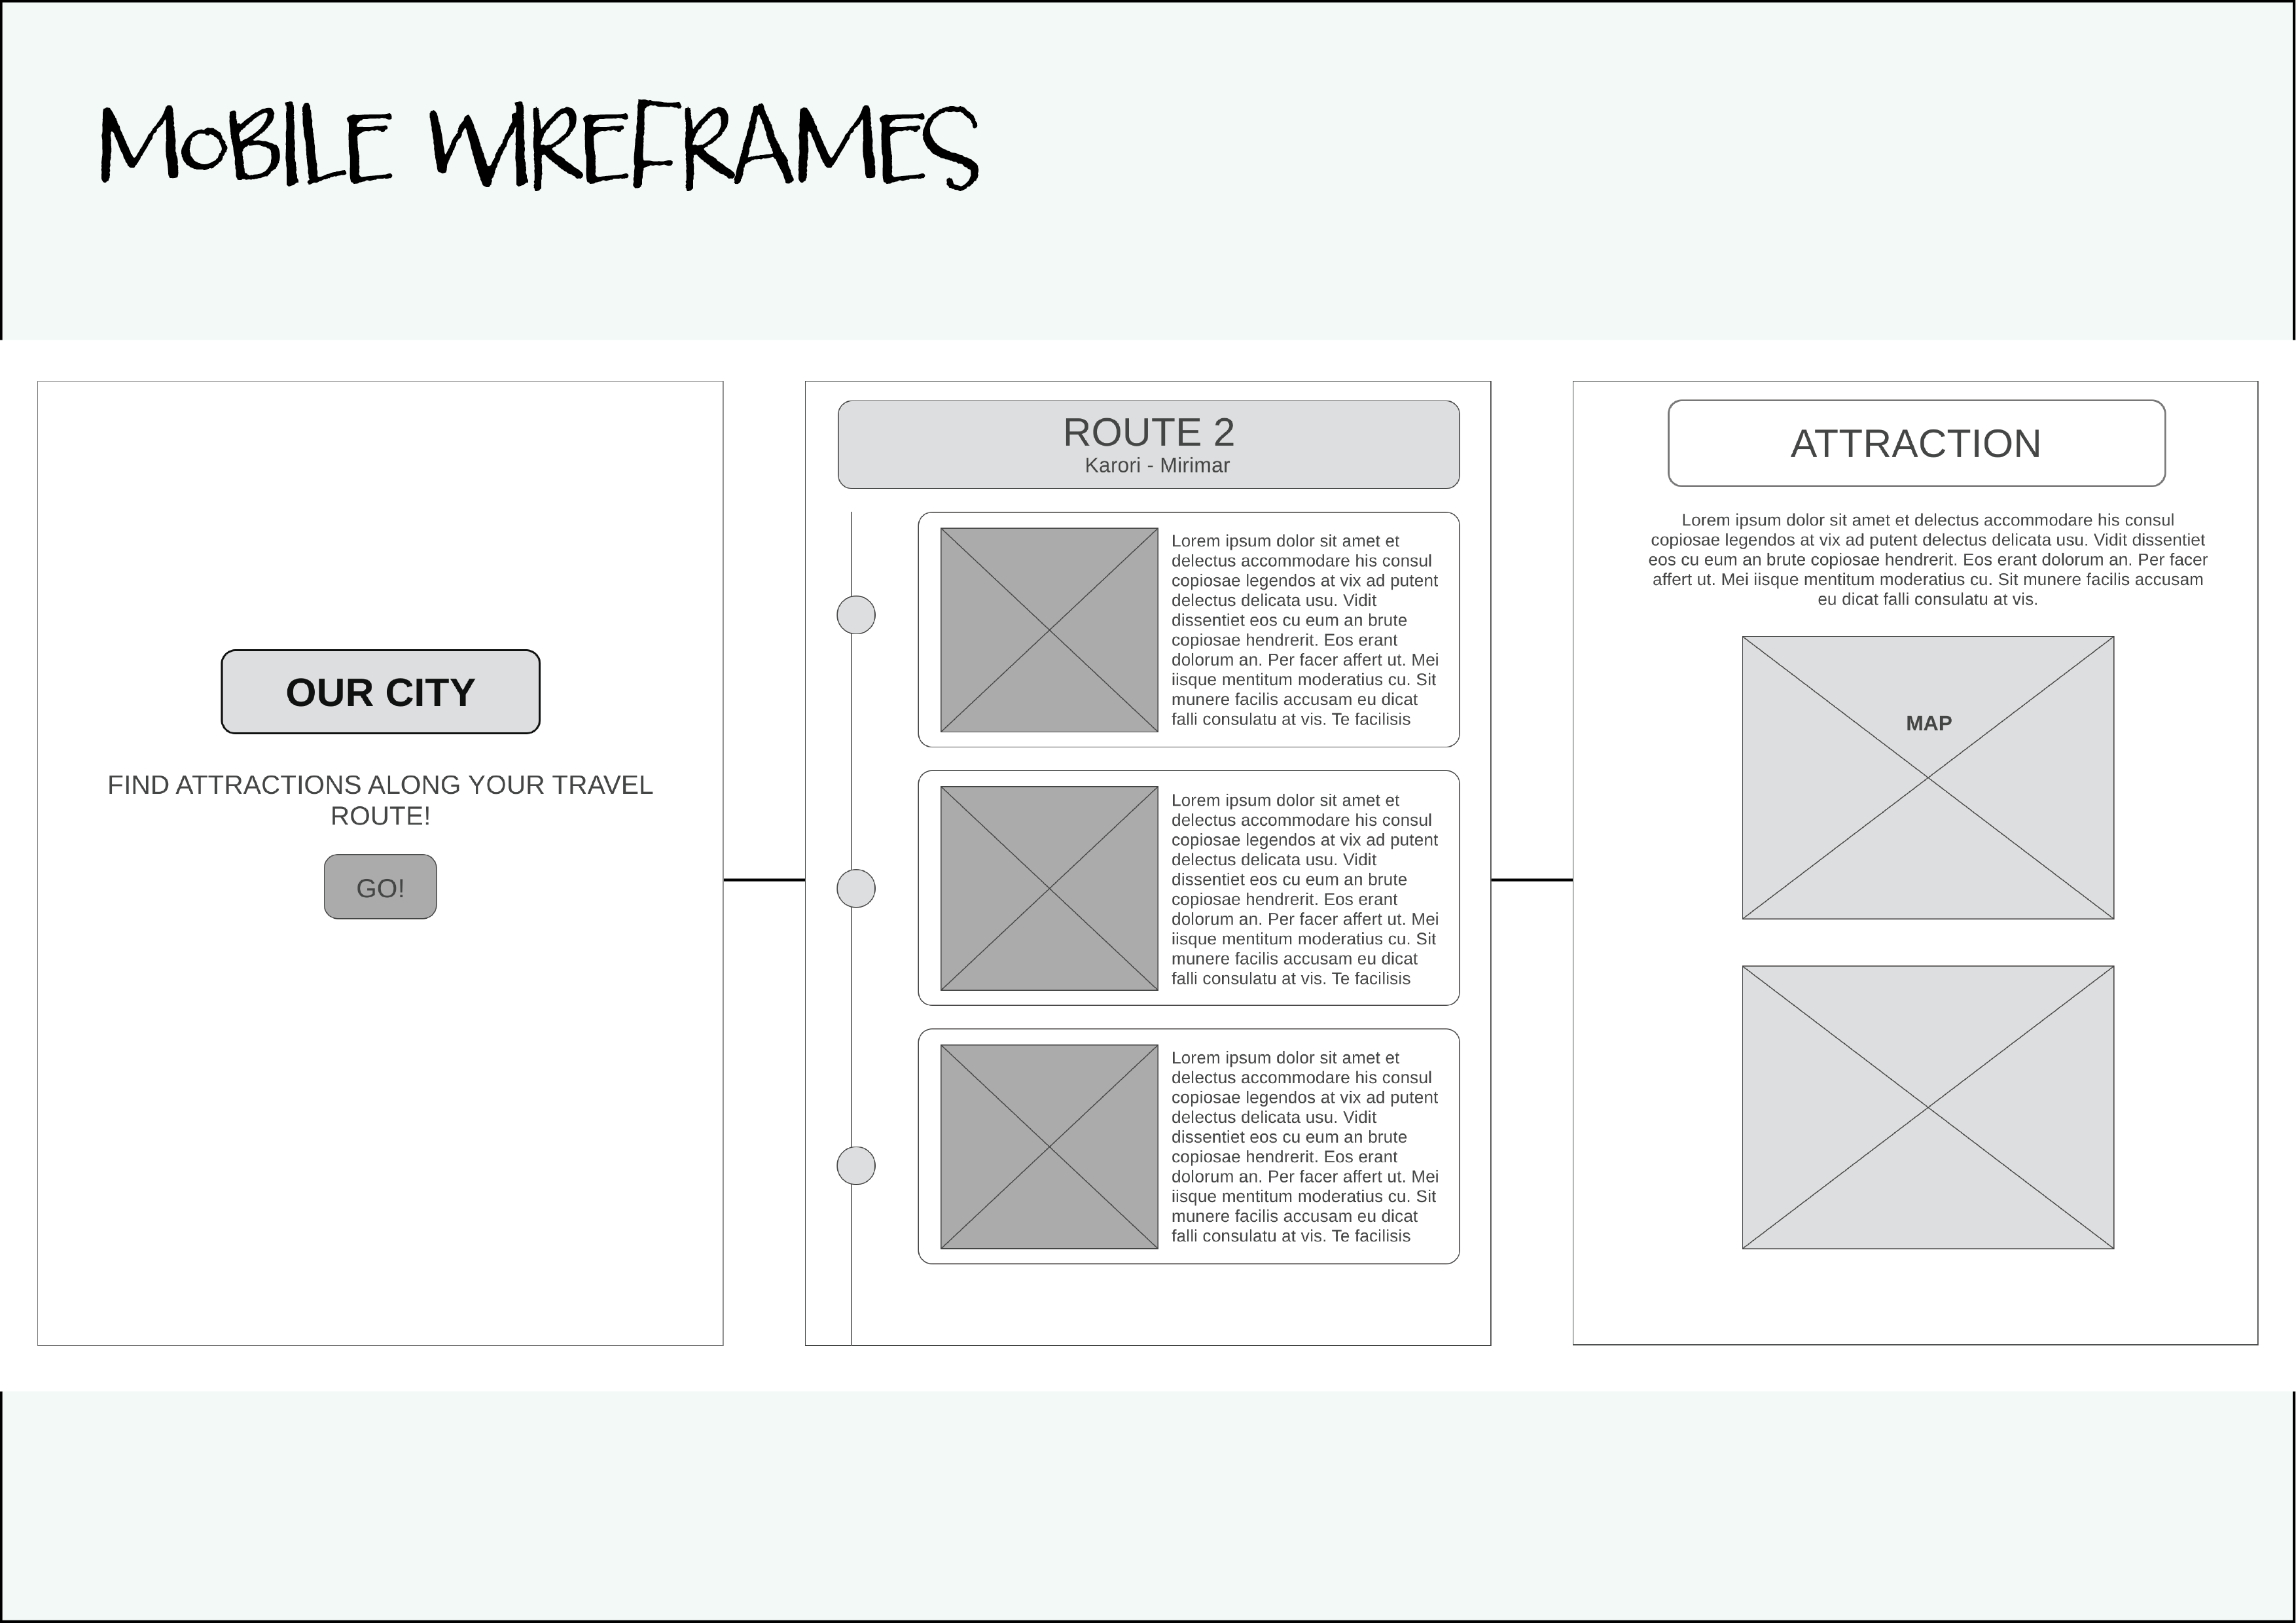 MOBILE WIREFRAMES
OUR CITY
FIND ATTRACTIONS ALONG YOUR TRAVEL
ROUTE!
GO!
ROUTE 2
Karori - Mirimar
Lorem ipsum dolor sit amet et
delectus accommodare his consul
copiosae legendos at vix ad putent
delectus delicata usu. Vidit
dissentiet eos cu eum an brute
copiosae hendrerit. Eos erant
dolorum an. Per facer affert ut. Mei
iisque mentitum moderatius cu. Sit
munere facilis accusam eu dicat
falli consulatu at vis. Te facilisis
Lorem ipsum dolor sit amet et
delectus accommodare his consul
copiosae legendos at vix ad putent
delectus delicata usu. Vidit
dissentiet eos cu eum an brute
copiosae hendrerit. Eos erant
dolorum an. Per facer affert ut. Mei
iisque mentitum moderatius cu. Sit
munere facilis accusam eu dicat
falli consulatu at vis. Te facilisis
Lorem ipsum dolor sit amet et
delectus accommodare his consul
copiosae legendos at vix ad putent
delectus delicata usu. Vidit
dissentiet eos cu eum an brute
copiosae hendrerit. Eos erant
dolorum an. Per facer affert ut. Mei
iisque mentitum moderatius cu. Sit
munere facilis accusam eu dicat
falli consulatu at vis. Te facilisis
ATTRACTION
Lorem ipsum dolor sit amet et delectus accommodare his consul
copiosae legendos at vix ad putent delectus delicata usu. Vidit dissentiet
eos cu eum an brute copiosae hendrerit. Eos erant dolorum an. Per facer
affert ut. Mei iisque mentitum moderatius cu. Sit munere facilis accusam
eu dicat falli consulatu at vis.
MAP